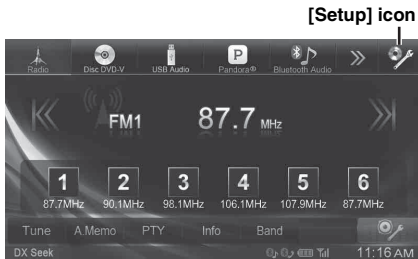 [Setup] icon
Radio Disc DVD-V USB Audio P Pandora® Bluetooth Audio
FM1 87.7 MHz
1 2 3 4 5 6
87.7MHz 90.1MHz 98.1MHz 106.1MHz 107.9MHz 87.7MHz
Tune A.Memo PTY Info Band
DX Seek 11:16 AM